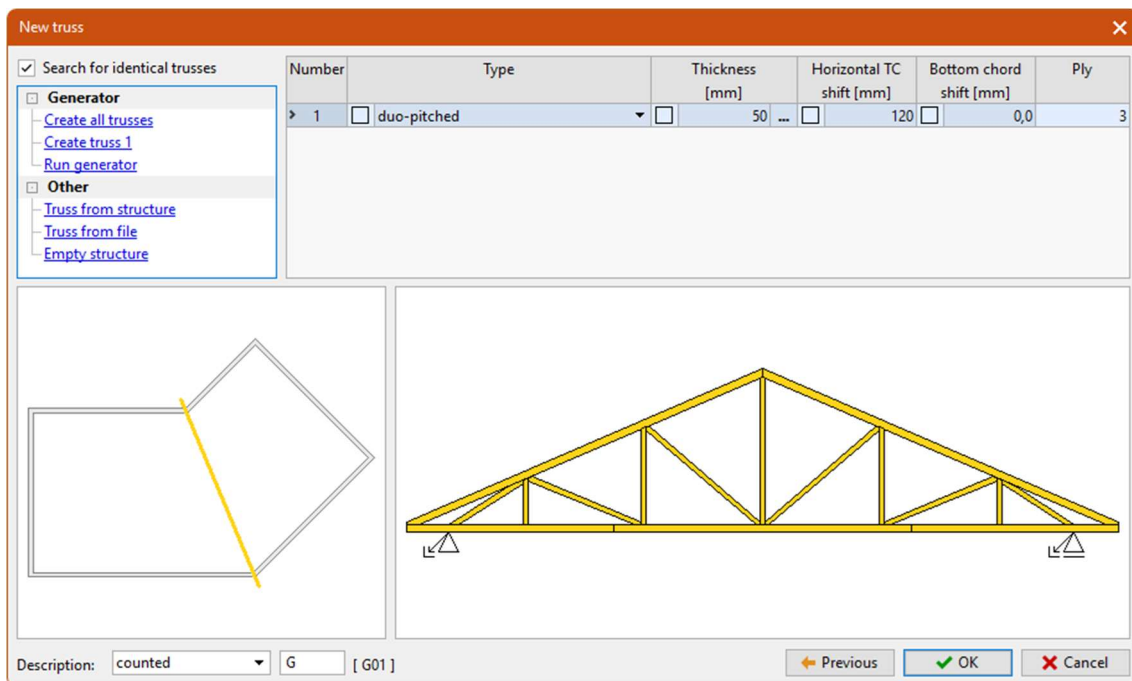 New truss
Search for identical trusses
Generator
Create all trusses
Create truss 1
Run generator
Other
Truss from structure
Truss from file
Empty structure
Number Type Thickness Horizontal TC Bottom chord Ply
[mm] shift [mm] shift [mm]
1 duo-pitched 50 ... 120 0,0 3
Description: counted G [ G01 ] Previous OK Cancel